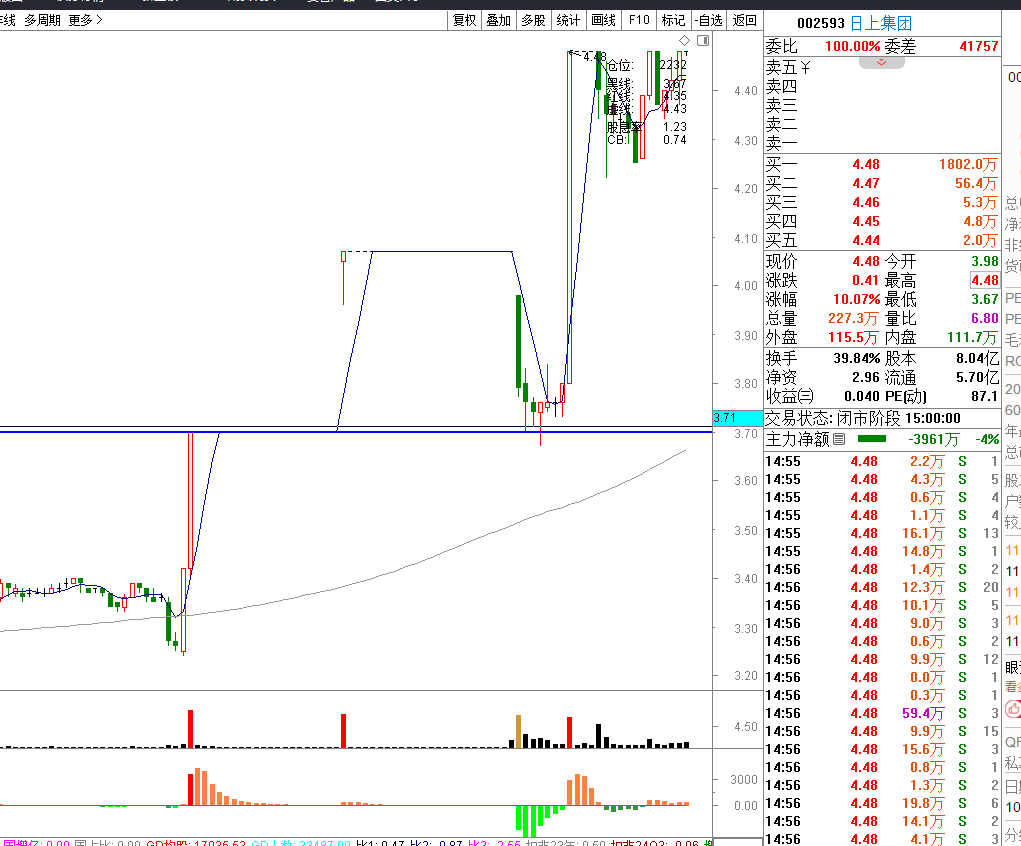 多周期 更多
复权 叠加 多股 统计 画线 F10 标记 -自选 返回
002593 日上集团
委比 100.00% 委差 41757
卖五
卖四
卖三
卖二
卖一
买一 4.48 1802.0万
买二 4.47 56.4万
买三 4.46 5.3万
买四 4.45 4.8万
买五 4.44 2.0万
现价 4.48 今开 3.98
涨跌 0.41 最高 4.48
涨幅 10.07% 最低 3.67
总量 227.3万 量比 6.80
外盘 115.5万 内盘 111.7万
换手 39.84% 股本 8.04亿
净资 2.96 流通 5.70亿
收益㈢ 0.040 PE(动) 87.1
交易状态: 闭市阶段 15:00:00
主力净额 -3961万 -4%
14:55 4.48 2.2万 S 1
14:55 4.48 4.3万 S 5
14:55 4.48 0.6万 S 4
14:55 4.48 1.1万 S 4
14:55 4.48 16.1万 S 13
14:55 4.48 14.8万 S 1
14:56 4.48 1.4万 S 2
14:56 4.48 12.3万 S 20
14:56 4.48 10.1万 S 5
14:56 4.48 9.0万 S 3
14:56 4.48 0.6万 S 2
14:56 4.48 9.9万 S 12
14:56 4.48 0.0万 S 1
14:56 4.48 0.3万 S 1
14:56 4.48 59.4万 S 3
14:56 4.48 9.9万 S 15
14:56 4.48 15.6万 S 3
14:56 4.48 0.8万 S 1
14:56 4.48 1.3万 S 2
14:56 4.48 19.8万 S 6
14:56 4.48 14.1万 S 2
14:56 4.48 4.1万 S 3
4.48
仓位: 2232
黑线: 3.67
红线: 4.35
4.43
股息率 1.23
CB: 0.74
4.40
4.30
4.20
4.10
4.00
3.90
3.80
3.71
3.70
3.60
3.50
3.40
3.30
3.20
4.50
3000
0.00